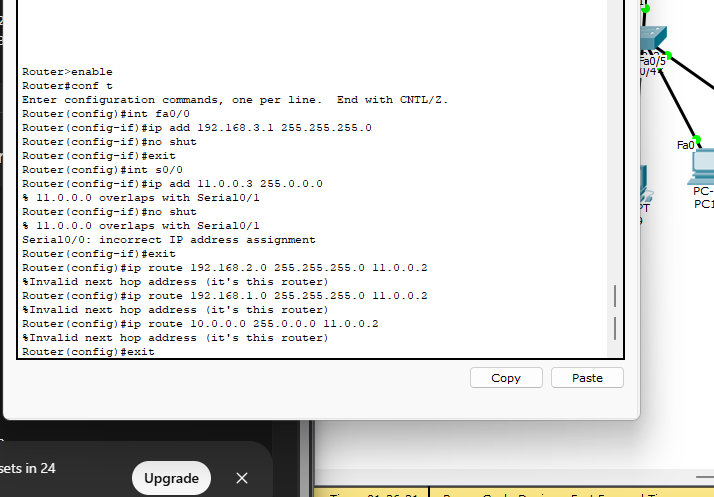 Router>enable
Router#conf t
Enter configuration commands, one per line.  End with CNTL/Z.
Router(config)#int fa0/0
Router(config-if)#ip add 192.168.3.1 255.255.255.0
Router(config-if)#no shut
Router(config-if)#exit
Router(config)#int s0/0
Router(config-if)#ip add 11.0.0.3 255.0.0.0
% 11.0.0.0 overlaps with Serial0/1
Router(config-if)#no shut
% 11.0.0.0 overlaps with Serial0/1
Serial0/0: incorrect IP address assignment
Router(config-if)#exit
Router(config)#ip route 192.168.2.0 255.255.255.0 11.0.0.2
%Invalid next hop address (it's this router)
Router(config)#ip route 192.168.1.0 255.255.255.0 11.0.0.2
%Invalid next hop address (it's this router)
Router(config)#ip route 10.0.0.0 255.0.0.0 11.0.0.2
%Invalid next hop address (it's this router)
Router(config)#exit
Copy
Paste
Fa0/5
0/4
Fa0
PC-
PC1
PT
sets in 24
Upgrade